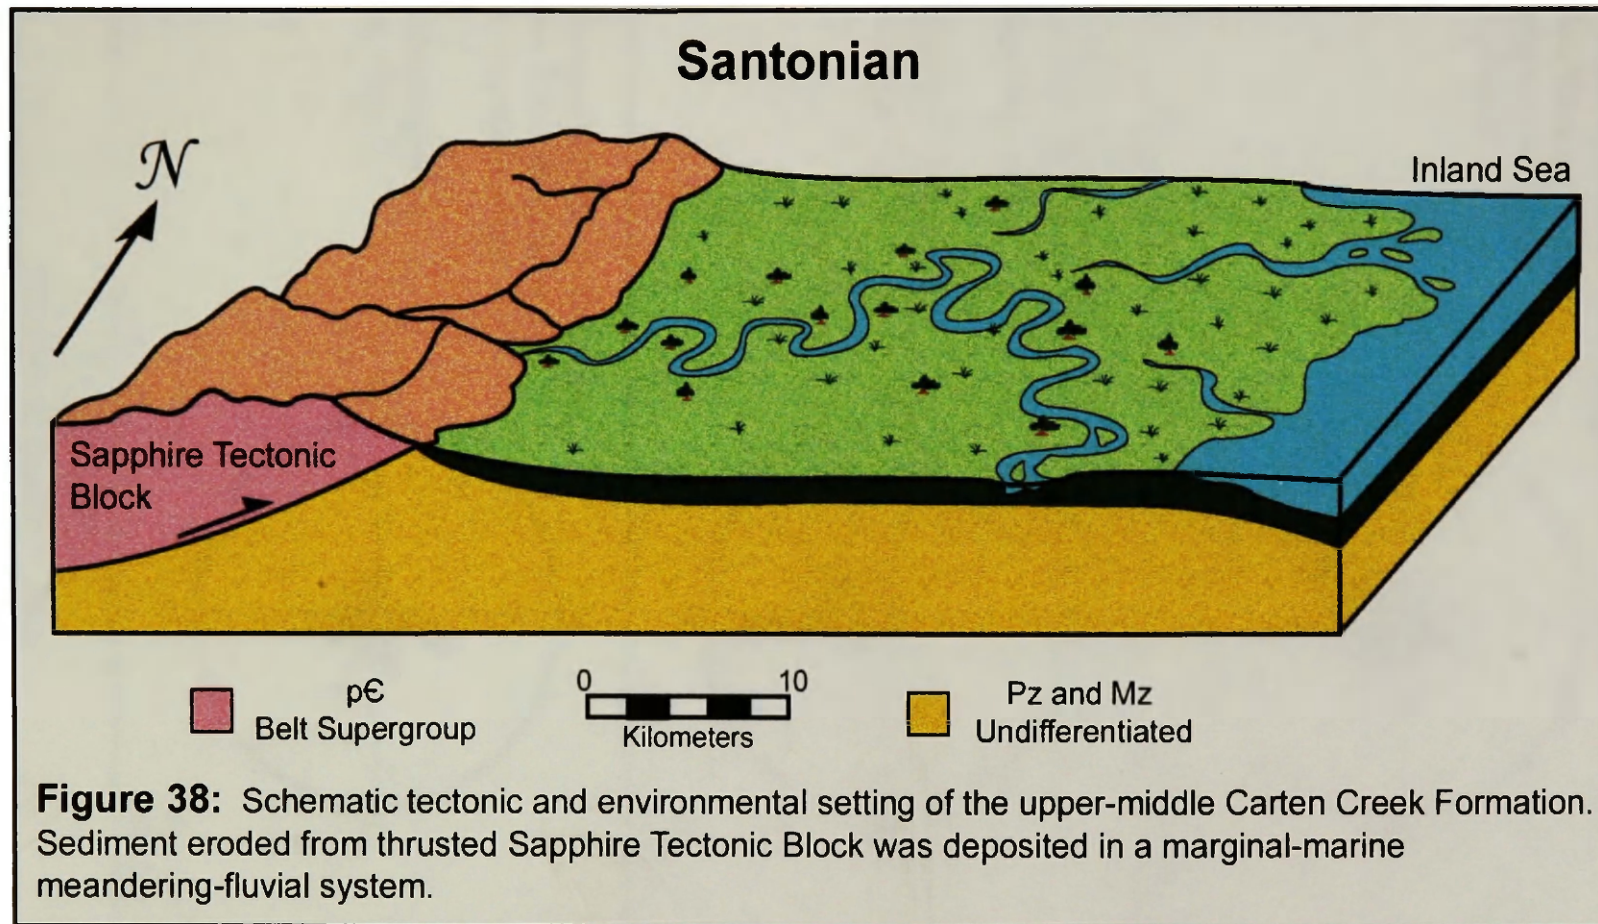 Santonian
N
Inland Sea
Sapphire Tectonic
Block
0 10
Kilometers
pЄ
Belt Supergroup
Pz and Mz
Undifferentiated
Figure 38: Schematic tectonic and environmental setting of the upper-middle Carten Creek Formation.
Sediment eroded from thrusted Sapphire Tectonic Block was deposited in a marginal-marine
meandering-fluvial system.